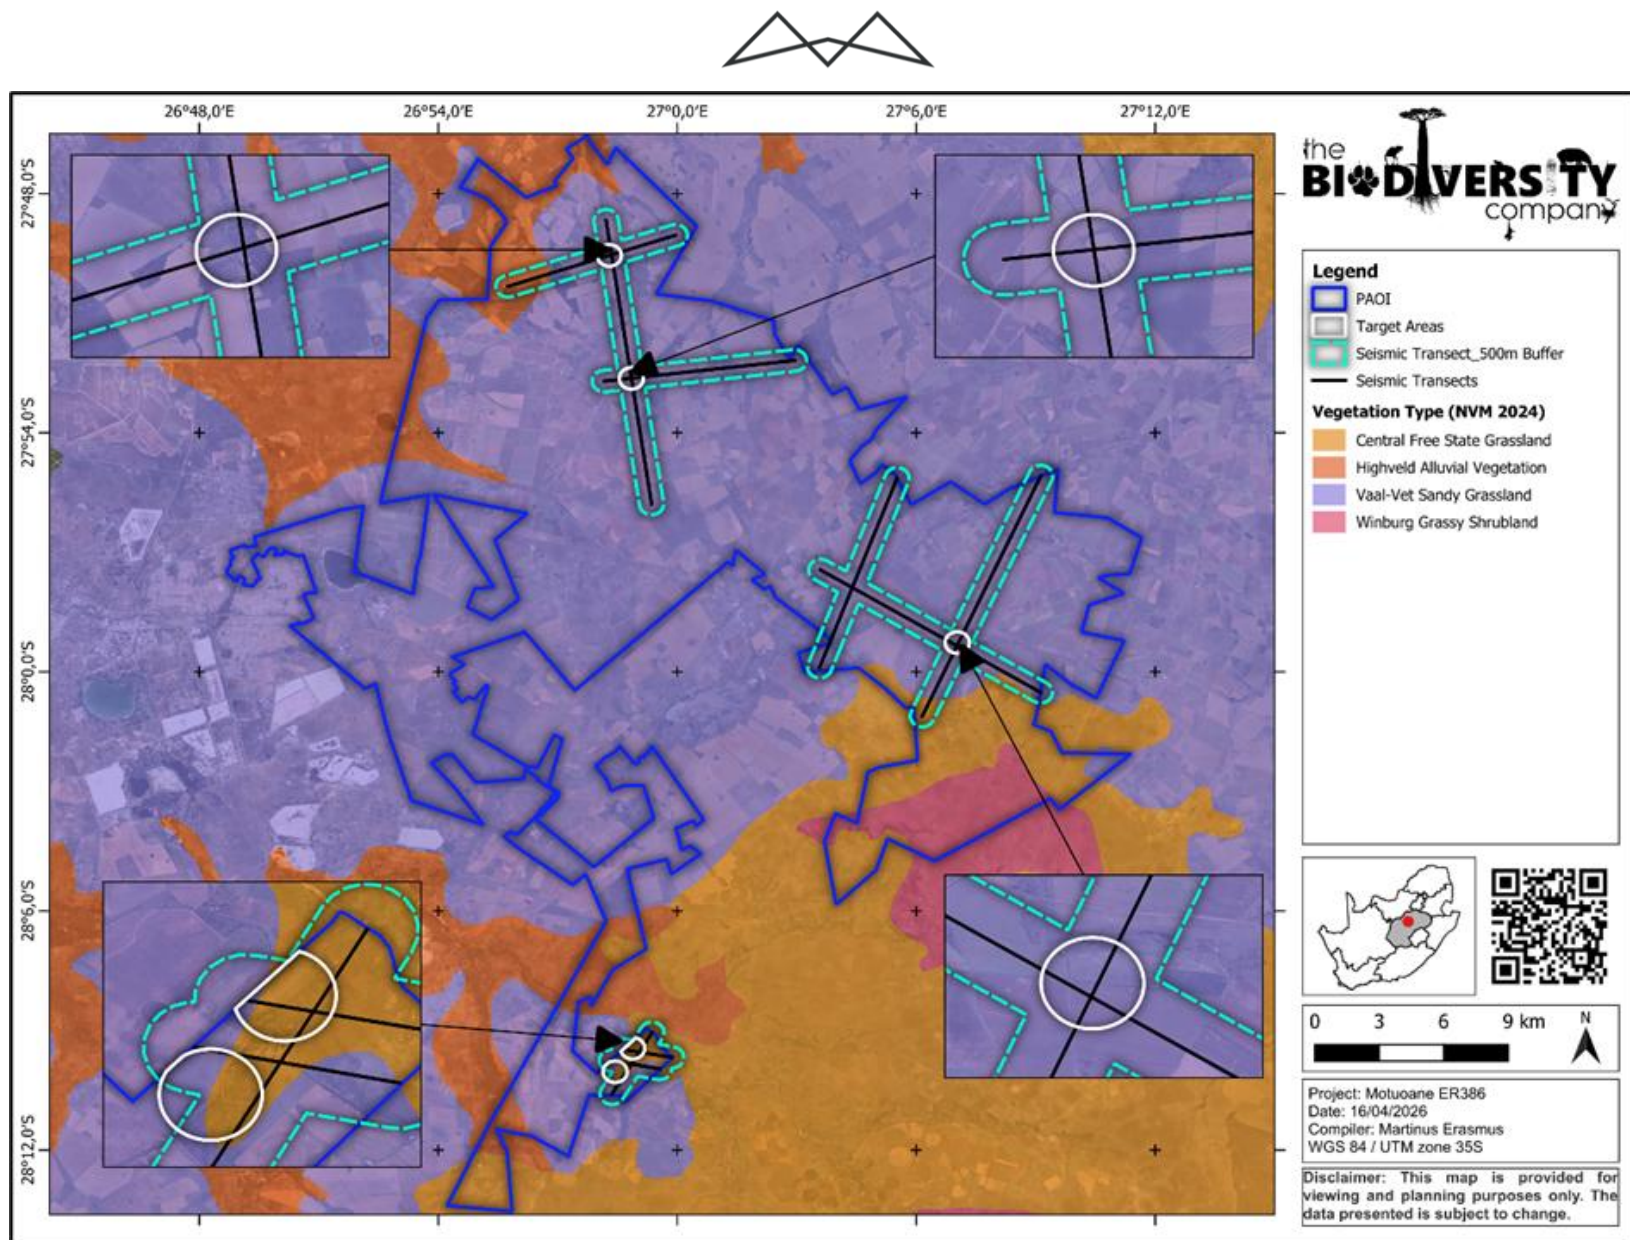 26°48,0'E 26°54,0'E 27°0,0'E 27°6,0'E 27°12,0'E
27°48,0'S
27°54,0'S
28°0,0'S
28°6,0'S
28°12,0'S
the
BIODIVERSITY
company
Legend
PAOI
Target Areas
Seismic Transect_500m Buffer
Seismic Transects
Vegetation Type (NVM 2024)
Central Free State Grassland
Highveld Alluvial Vegetation
Vaal-Vet Sandy Grassland
Winburg Grassy Shrubland
0 3 6 9 km
N
Project: Motuoane ER386
Date: 16/04/2026
Compiler: Martinus Erasmus
WGS 84 / UTM zone 35S
Disclaimer: This map is provided for
viewing and planning purposes only. The
data presented is subject to change.